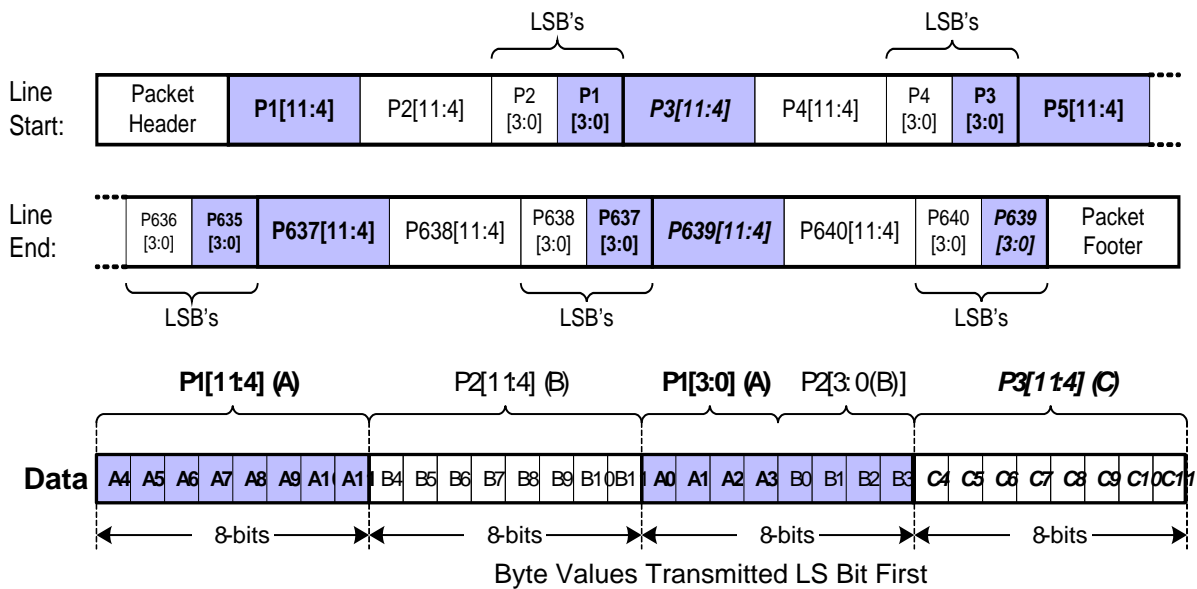 LSB's LSB's
Line Start: Packet Header P1[11:4] P2[11:4] P2 [3:0] P1 [3:0] P3[11:4] P4[11:4] P4 [3:0] P3 [3:0] P5[11:4]
Line End: P636 [3:0] P635 [3:0] P637[11:4] P638[11:4] P638 [3:0] P637 [3:0] P639[11:4] P640[11:4] P640 [3:0] P639 [3:0] Packet Footer
LSB's LSB's LSB's
P1[11:4] (A) P2[11:4] (B) P1[3:0] (A) P2[3:0(B)] P3[11:4] (C)
Data A4 A5 A6 A7 A8 A9 A10 A11 B4 B5 B6 B7 B8 B9 B10 B11 A0 A1 A2 A3 B0 B1 B2 B3 C4 C5 C6 C7 C8 C9 C10 C11
8-bits 8-bits 8-bits 8-bits
Byte Values Transmitted LS Bit First